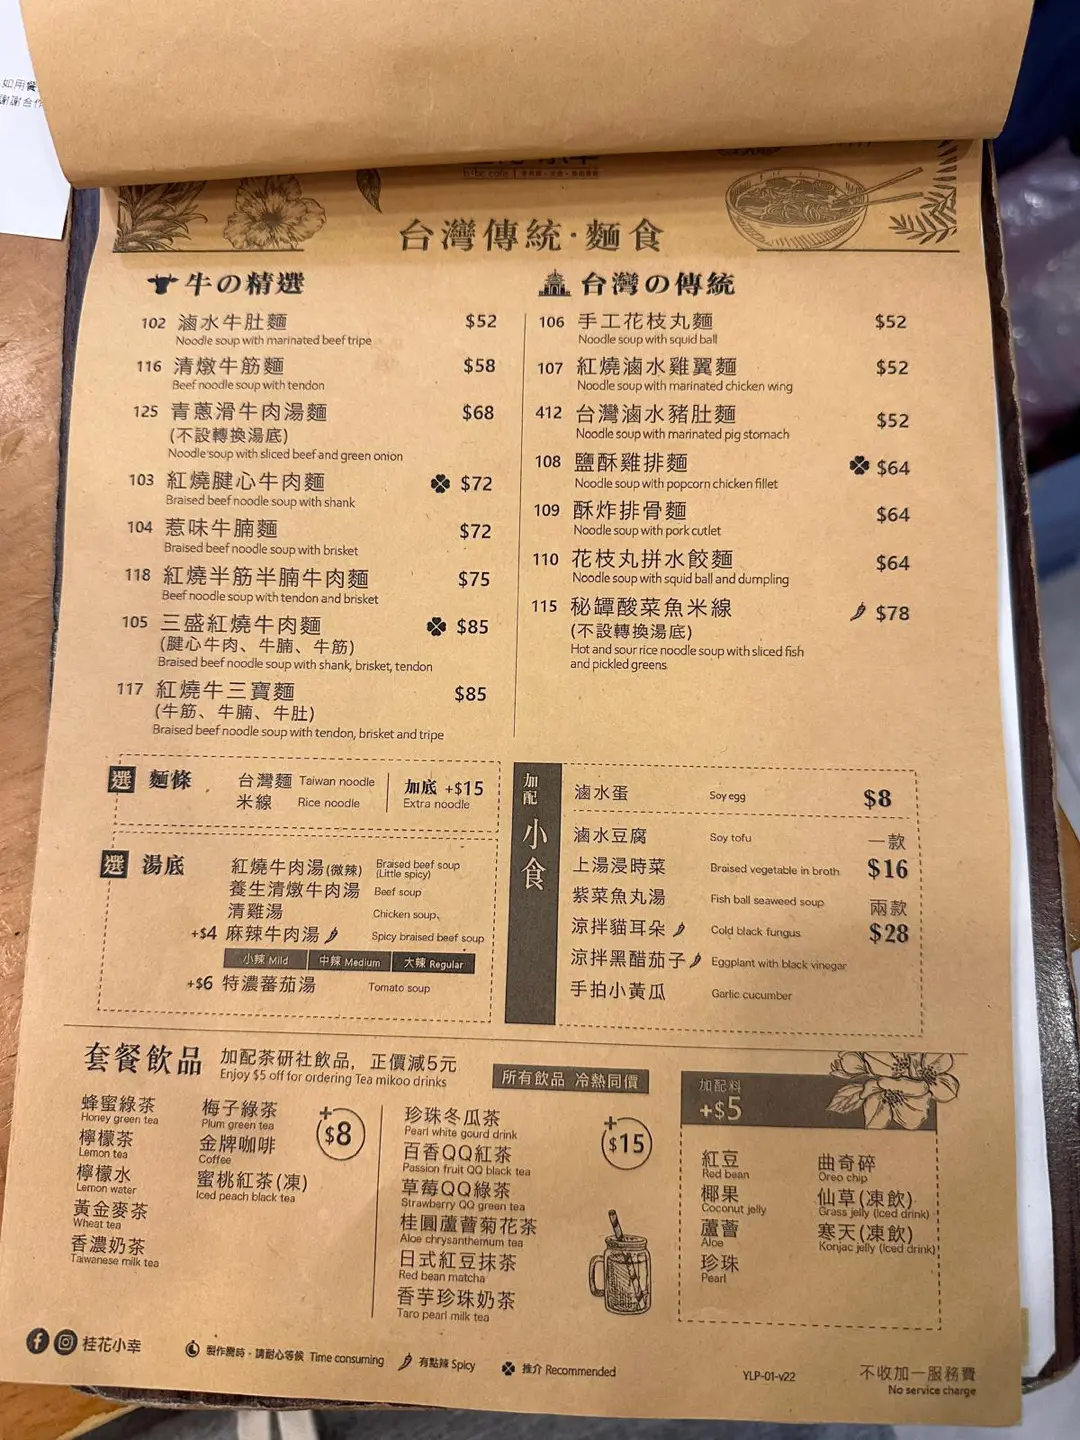 如用餐
謝謝合作
台灣傳統·麵食
牛の精選
102 滷水牛肚麵 $52
Noodle soup with marinated beef tripe
116 清燉牛筋麵 $58
Beef noodle soup with tendon
125 青蔥滑牛肉湯麵 $68
(不設轉換湯底)
Noodle soup with sliced beef and green onion
103 紅燒腱心牛肉麵 $72
Braised beef noodle soup with shank
104 惹味牛腩麵 $72
Braised beef noodle soup with brisket
118 紅燒半筋半腩牛肉麵 $75
Beef noodle soup with tendon and brisket
105 三盛紅燒牛肉麵 $85
(腱心牛肉、牛腩、牛筋)
Braised beef noodle soup with shank, brisket, tendon
117 紅燒牛三寶麵 $85
(牛筋、牛腩、牛肚)
Braised beef noodle soup with tendon, brisket and tripe
台灣の傳統
106 手工花枝丸麵 $52
Noodle soup with squid ball
107 紅燒滷水雞翼麵 $52
Noodle soup with marinated chicken wing
412 台灣滷水豬肚麵 $52
Noodle soup with marinated pig stomach
108 鹽酥雞排麵 $64
Noodle soup with popcorn chicken fillet
109 酥炸排骨麵 $64
Noodle soup with pork cutlet
110 花枝丸拼水餃麵 $64
Noodle soup with squid ball and dumpling
115 秘罈酸菜魚米線 $78
(不設轉換湯底)
Hot and sour rice noodle soup with sliced fish
and pickled greens
選 麵條
台灣麵 Taiwan noodle
米線 Rice noodle
加底 +$15
Extra noodle
選 湯底
紅燒牛肉湯(微辣) Braised beef soup
(Little spicy)
養生清燉牛肉湯 Beef soup
清雞湯 Chicken soup
+$4 麻辣牛肉湯 Spicy braised beef soup
小辣 Mild 中辣 Medium 大辣 Regular
+$6 特濃蕃茄湯 Tomato soup
加配 小食
滷水蛋 Soy egg $8
滷水豆腐 Soy tofu 一款
上湯浸時菜 Braised vegetable in broth $16
紫菜魚丸湯 Fish ball seaweed soup 兩款
涼拌貓耳朵 Cold black fungus $28
涼拌黑醋茄子 Eggplant with black vinegar
手拍小黃瓜 Garlic cucumber
套餐飲品 加配茶研社飲品，正價減5元
Enjoy $5 off for ordering Tea mikoo drinks
所有飲品 冷熱同價
蜂蜜綠茶
Honey green tea
檸檬茶
Lemon tea
檸檬水
Lemon water
黃金麥茶
Wheat tea
香濃奶茶
Taiwanese milk tea
梅子綠茶
Plum green tea
金牌咖啡
Coffee
蜜桃紅茶(凍)
Iced peach black tea
+$8
珍珠冬瓜茶
Pearl white gourd drink
百香QQ紅茶
Passion fruit QQ black tea
草莓QQ綠茶
Strawberry QQ green tea
桂圓蘆薈菊花茶
Aloe chrysanthemum tea
日式紅豆抹茶
Red bean matcha
香芋珍珠奶茶
Taro pearl milk tea
+$15
加配料
+$5
紅豆
Red bean
椰果
Coconut jelly
蘆薈
Aloe
珍珠
Pearl
曲奇碎
Oreo chip
仙草(凍飲)
Grass jelly (Iced drink)
寒天(凍飲)
Konjac jelly (Iced drink)
桂花小幸
製作需時，請耐心等候 Time consuming
有點辣 Spicy
推介 Recommended
YLP-01-v22
不收加一服務費
No service charge